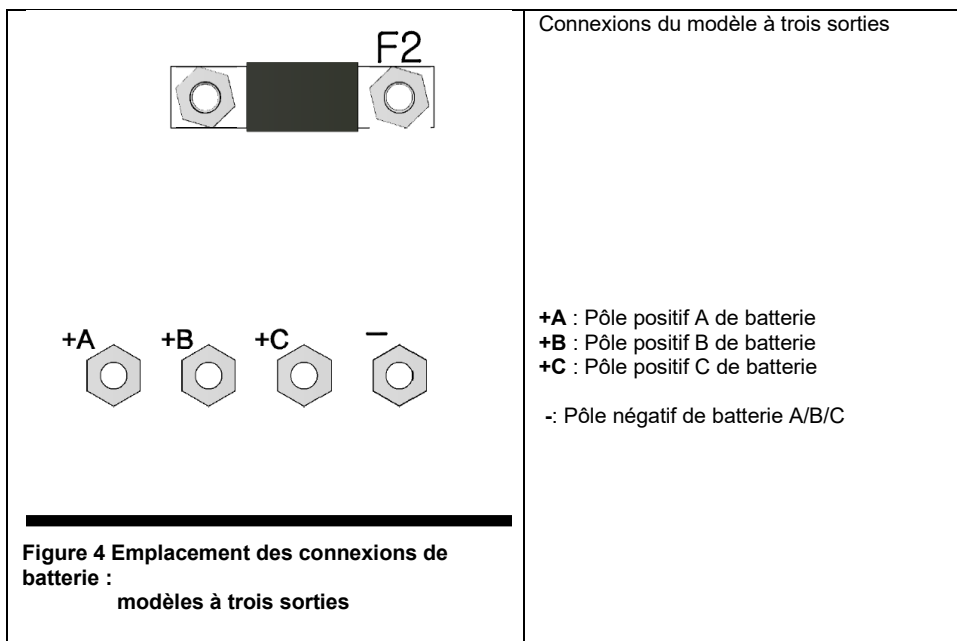 F2
+A +B +C −
Figure 4 Emplacement des connexions de
batterie :
modèles à trois sorties
Connexions du modèle à trois sorties
+A : Pôle positif A de batterie
+B : Pôle positif B de batterie
+C : Pôle positif C de batterie
-: Pôle négatif de batterie A/B/C